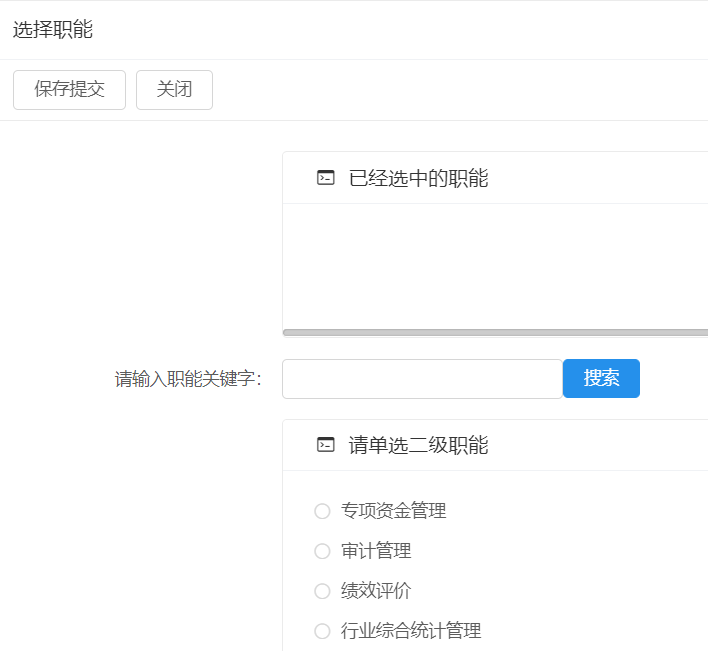 选择职能
保存提交 关闭
已经选中的职能
请输入职能关键字： 搜索
请单选二级职能
专项资金管理
审计管理
绩效评价
行业综合统计管理